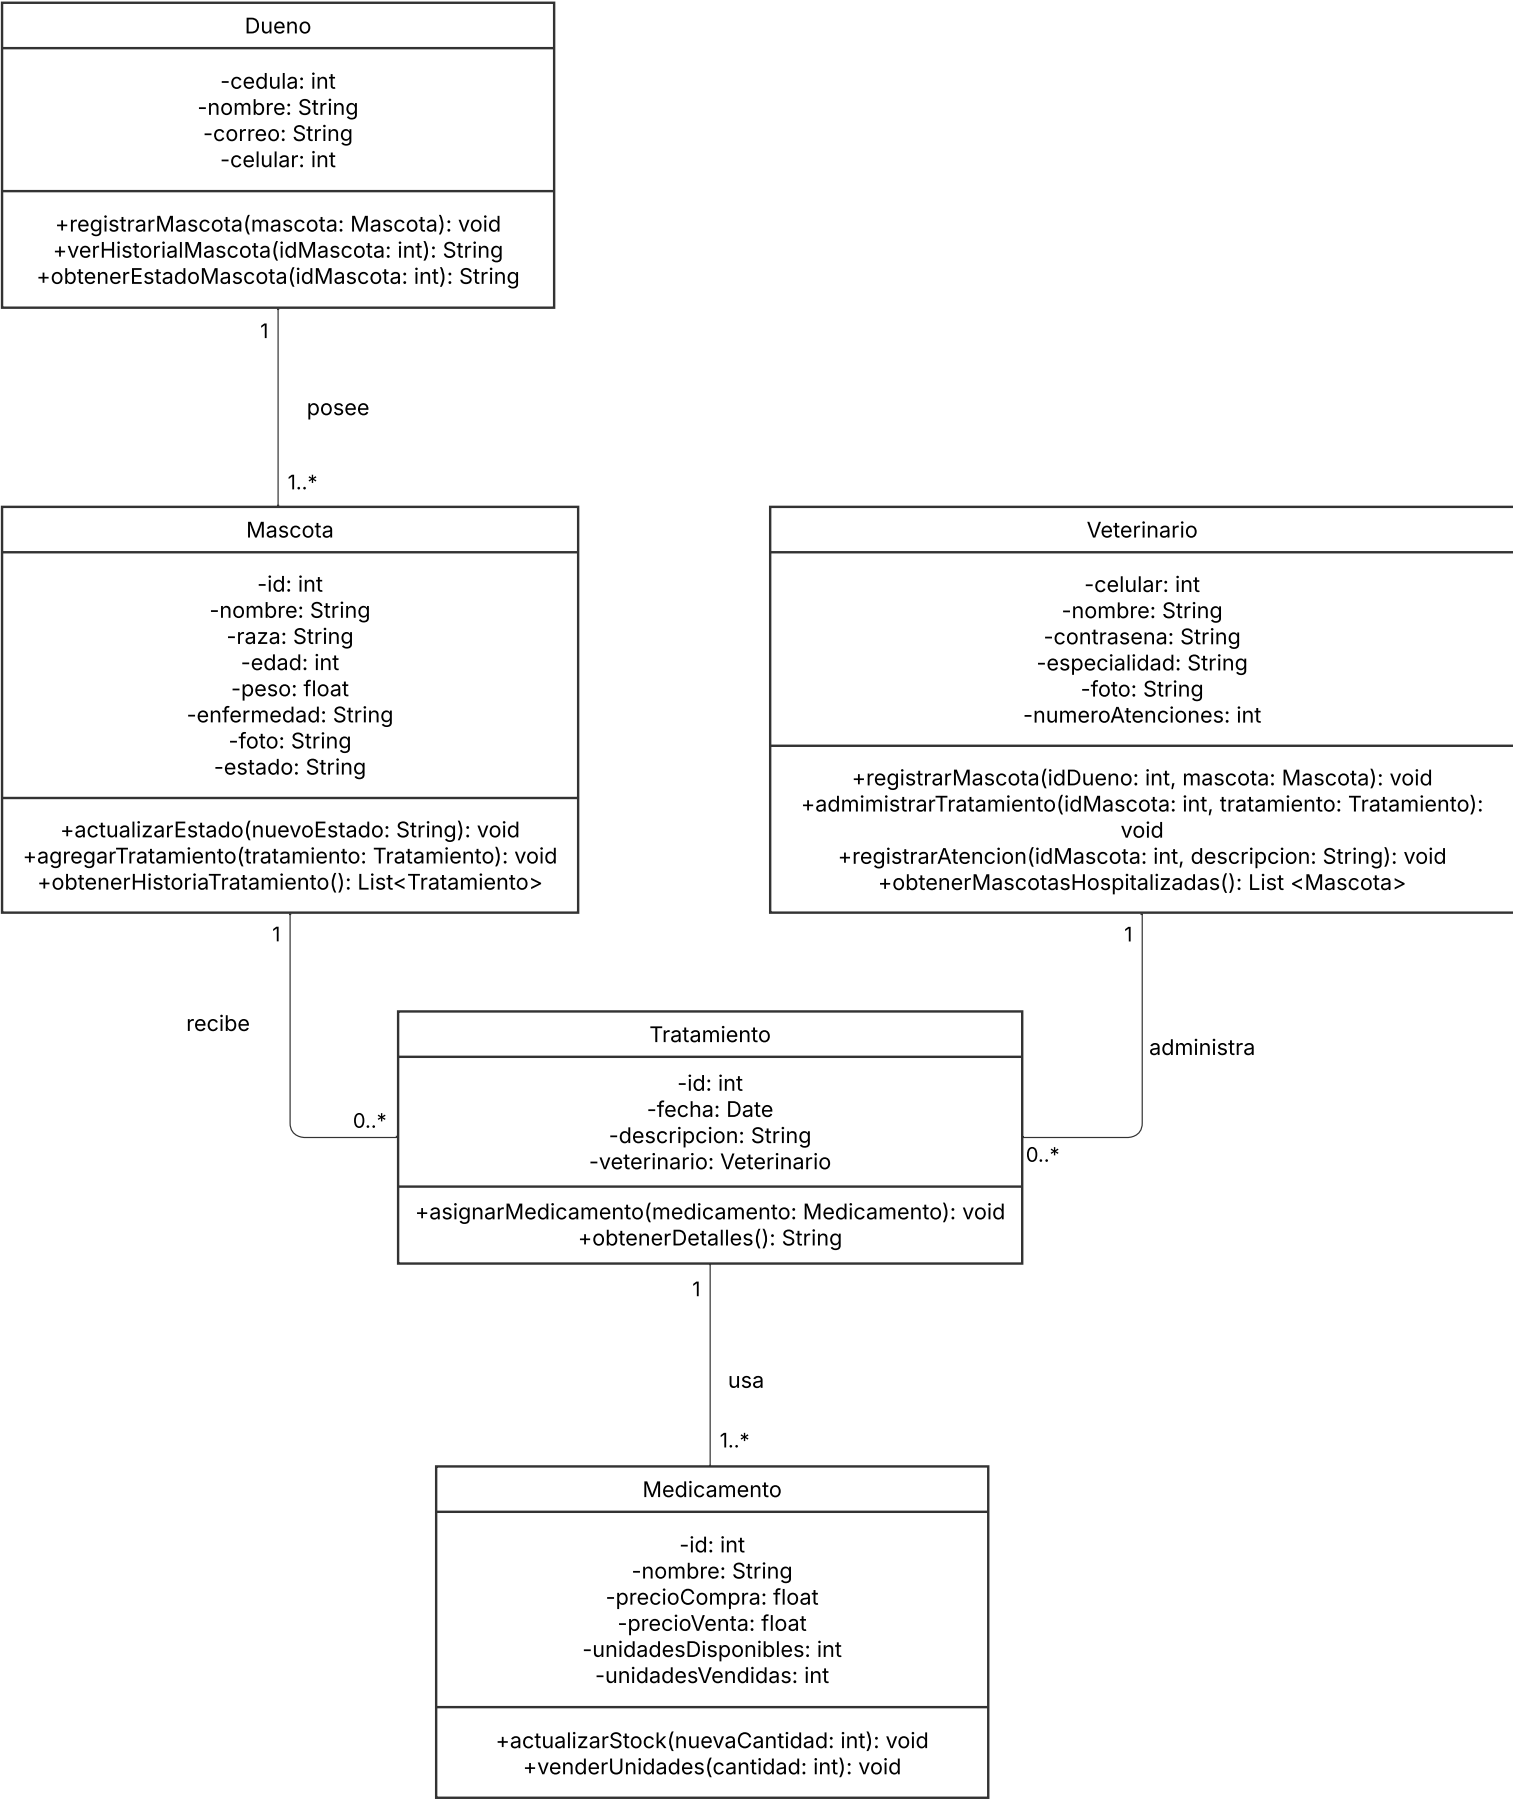 Dueno
-cedula: int
-nombre: String
-correo: String
-celular: int
+registrarMascota(mascota: Mascota): void
+verHistorialMascota(idMascota: int): String
+obtenerEstadoMascota(idMascota: int): String
1
posee
1..*
Mascota
-id: int
-nombre: String
-raza: String
-edad: int
-peso: float
-enfermedad: String
-foto: String
-estado: String
+actualizarEstado(nuevoEstado: String): void
+agregarTratamiento(tratamiento: Tratamiento): void
+obtenerHistoriaTratamiento(): List<Tratamiento>
Veterinario
-celular: int
-nombre: String
-contrasena: String
-especialidad: String
-foto: String
-numeroAtenciones: int
+registrarMascota(idDueno: int, mascota: Mascota): void
+admimistrarTratamiento(idMascota: int, tratamiento: Tratamiento):
void
+registrarAtencion(idMascota: int, descripcion: String): void
+obtenerMascotasHospitalizadas(): List <Mascota>
1
recibe
0..*
1
administra
0..*
Tratamiento
-id: int
-fecha: Date
-descripcion: String
-veterinario: Veterinario
+asignarMedicamento(medicamento: Medicamento): void
+obtenerDetalles(): String
1
usa
1..*
Medicamento
-id: int
-nombre: String
-precioCompra: float
-precioVenta: float
-unidadesDisponibles: int
-unidadesVendidas: int
+actualizarStock(nuevaCantidad: int): void
+venderUnidades(cantidad: int): void